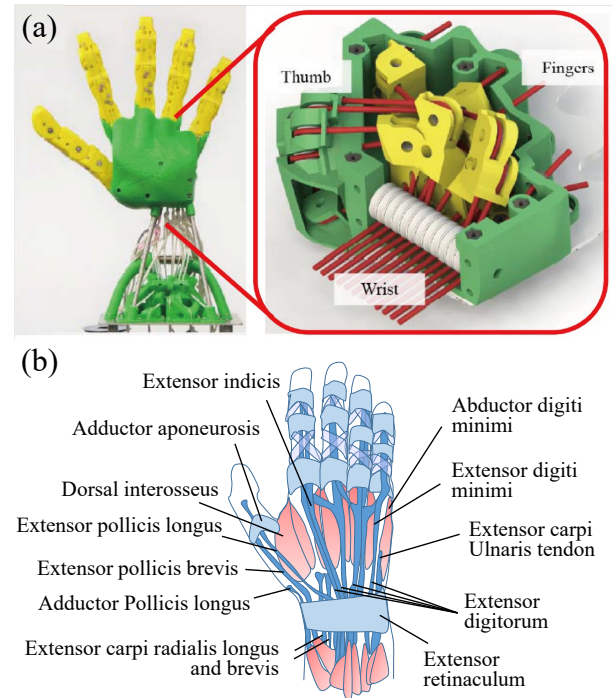 (a)
Thumb
Fingers
Wrist
(b)
Extensor indicis
Adductor aponeurosis
Dorsal interosseus
Extensor pollicis longus
Extensor pollicis brevis
Adductor Pollicis longus
Extensor carpi radialis longus
and brevis
Abductor digiti
minimi
Extensor digiti
minimi
Extensor carpi
Ulnaris tendon
Extensor
digitorum
Extensor
retinaculum